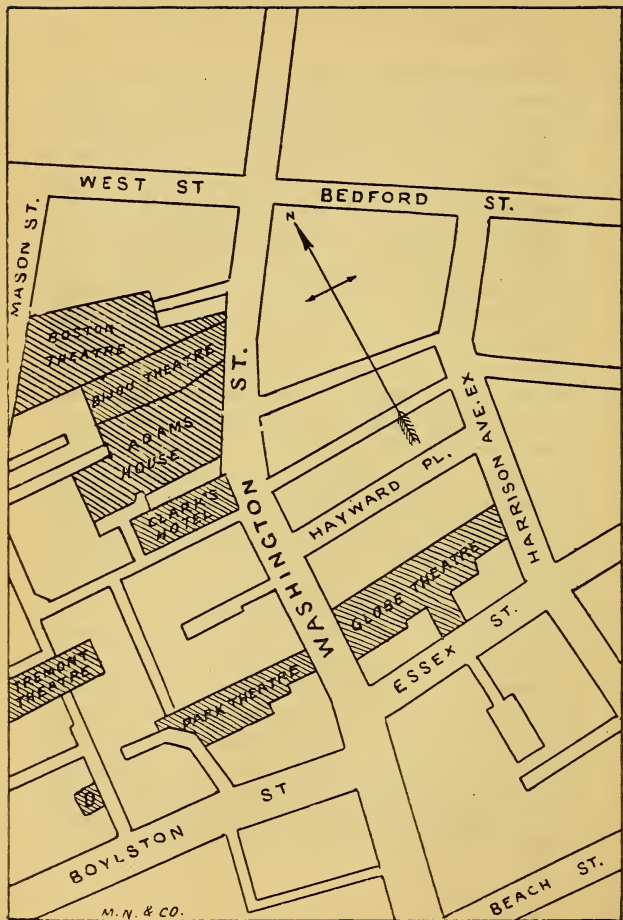 WEST ST
BEDFORD ST.
MASON ST.
N
BOSTON
THEATRE
BIJOU THEATRE
ADAMS
HOUSE
CLARK'S
HOTEL
WASHINGTON ST.
HAYWARD PL.
HARRISON AVE. EX
GLOBE THEATRE
ESSEX ST.
TREMONT
THEATRE
PARK THEATRE
D
BOYLSTON ST
BEACH ST.
M. N. & CO.